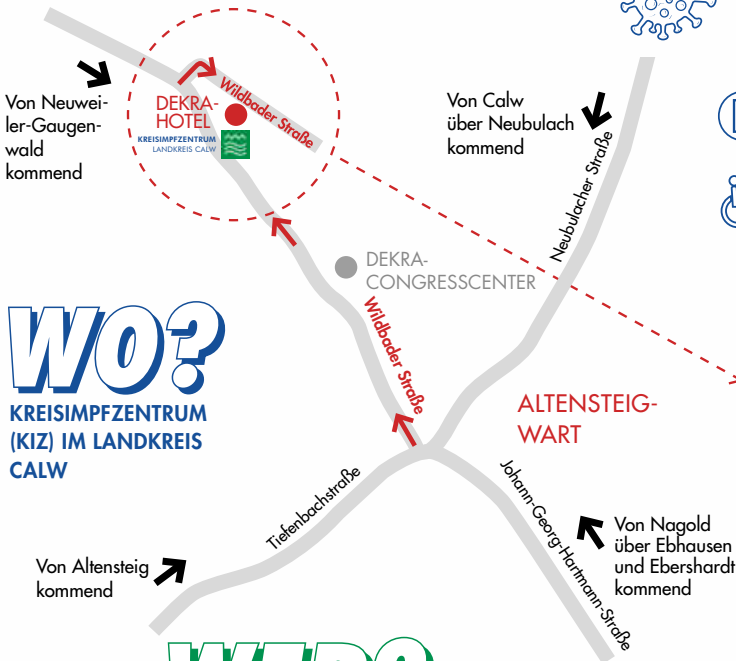 Von Neuwei-
ler-Gaugen-
wald
kommend
DEKRA-
HOTEL
KREISIMPFZENTRUM
LANDKREIS CALW
Wildbader Straße
Von Calw
über Neubulach
kommend
Neubulacher Straße
DEKRA-
CONGRESSCENTER
Wildbader Straße
WO?
KREISIMPFZENTRUM
(KIZ) IM LANDKREIS
CALW
ALTENSTEIG-
WART
Tiefenbachstraße
Johann-Georg-Hartmann-Straße
Von Altensteig
kommend
Von Nagold
über Ebhausen
und Ebershardt
kommend